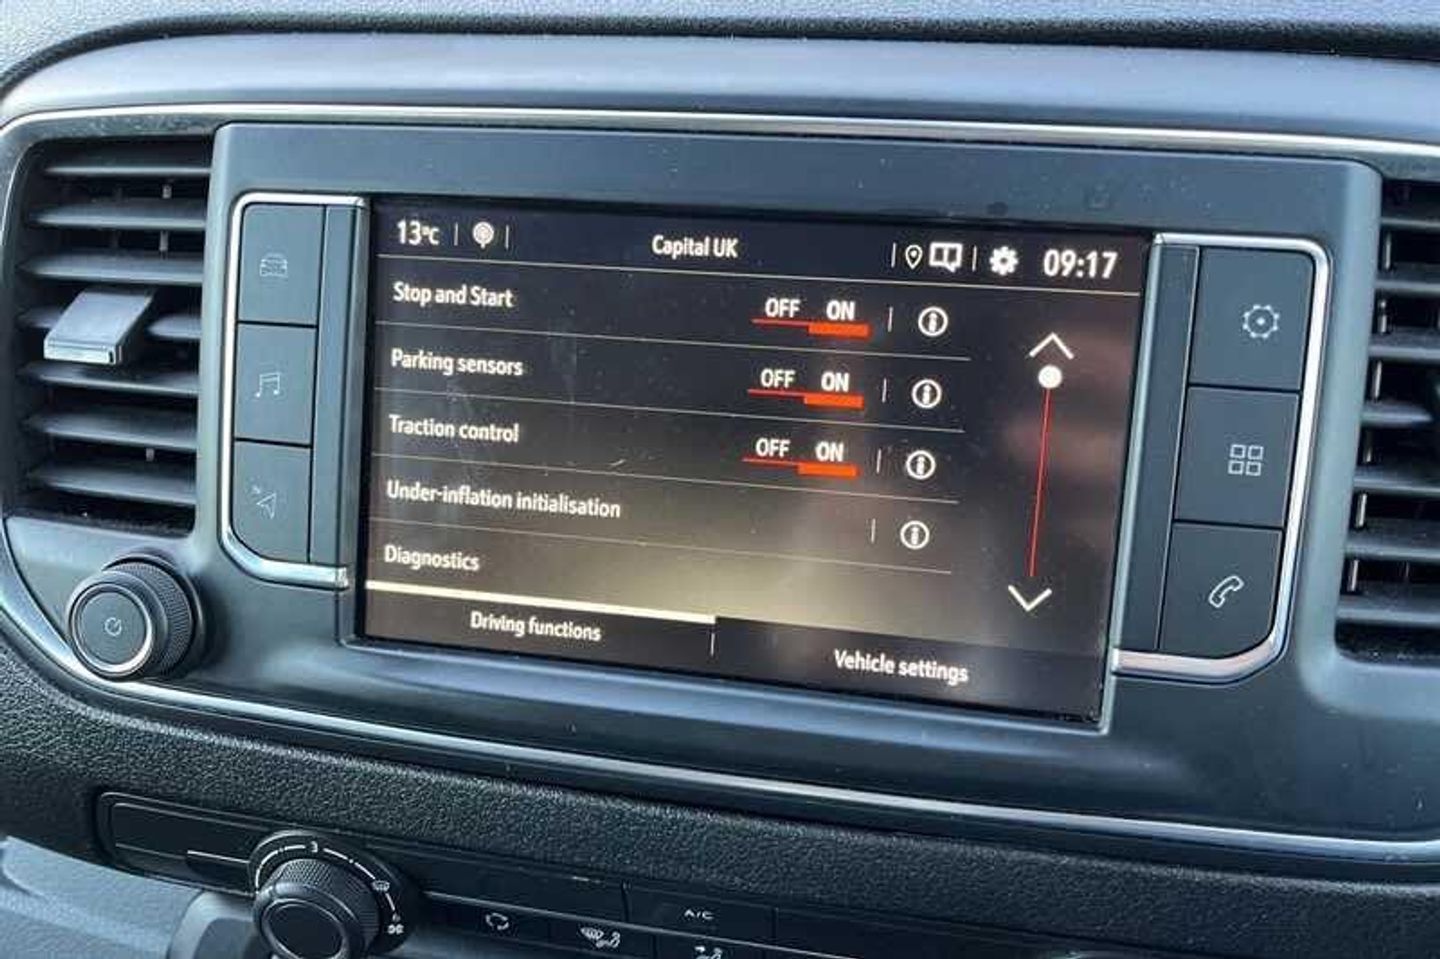 13°C Capital UK 09:17
Stop and Start OFF ON
Parking sensors OFF ON
Traction control OFF ON
Under-inflation initialisation
Diagnostics
Driving functions Vehicle settings
3
A/C